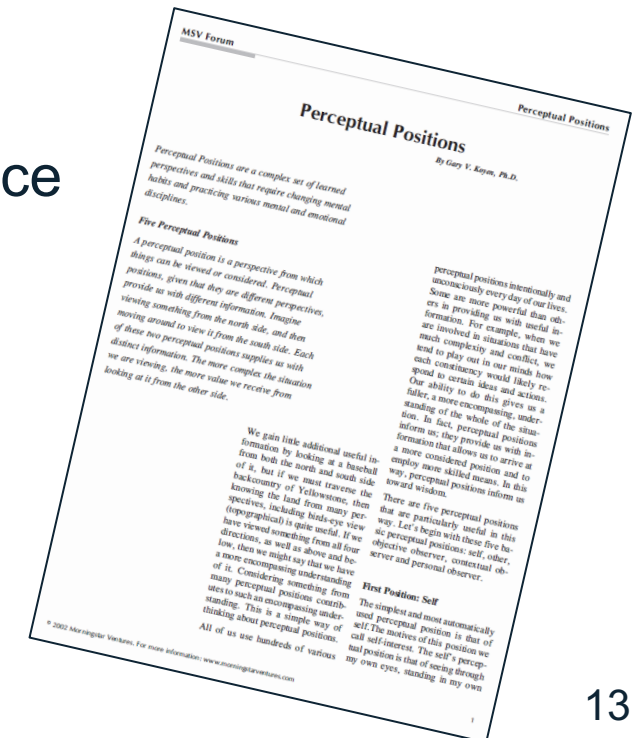 ce
MSV Forum
Perceptual Positions
Perceptual Positions
By Gary V. Koyen, Ph.D.
Perceptual Positions are a complex set of learned
perspectives and skills that require changing mental
habits and practicing various mental and emotional
disciplines.
Five Perceptual Positions
A perceptual position is a perspective from which
things can be viewed or considered. Perceptual
positions, given that they are different perspectives,
provide us with different information. Imagine
viewing something from the north side, and then
moving around to view it from the south side. Each
of these two perceptual positions supplies us with
distinct information. The more complex the situation
we are viewing, the more value we receive from
looking at it from the other side.
We gain little additional useful in-
formation by looking at a baseball
from both the north and south side
of it, but if we must traverse the
backcountry of Yellowstone, then
knowing the land from many per-
spectives, including birds-eye view
(topographical) is quite useful. If we
have viewed something from all four
directions, as well as above and be-
low, then we might say that we have
a more encompassing understanding
of it. Considering something from
many perceptual positions contrib-
utes to such an encompassing under-
standing. This is a simple way of
thinking about perceptual positions.
All of us use hundreds of various
perceptual positions intentionally and
unconsciously every day of our lives.
Some are more powerful than oth-
ers in providing us with useful in-
formation. For example, when we
are involved in situations that have
much complexity and conflict, we
tend to play out in our minds how
each constituency would likely re-
spond to certain ideas and actions.
Our ability to do this gives us a
fuller, a more encompassing, under-
standing of the whole of the situa-
tion. In fact, perceptual positions
inform us; they provide us with in-
formation that allows us to arrive at
a more considered position and to
employ more skilled means. In this
way, perceptual positions inform us
toward wisdom.
There are five perceptual positions
that are particularly useful in this
way. Let's begin with these five ba-
sic perceptual positions: self, other,
objective observer, contextual ob-
server and personal observer.
First Position: Self
The simplest and most automatically
used perceptual position is that of
self. The motives of this position we
call self-interest. The self's percep-
tual position is that of seeing through
my own eyes, standing in my own
© 2002 Morningstar Ventures. For more information: www.morningstarventures.com
1
13